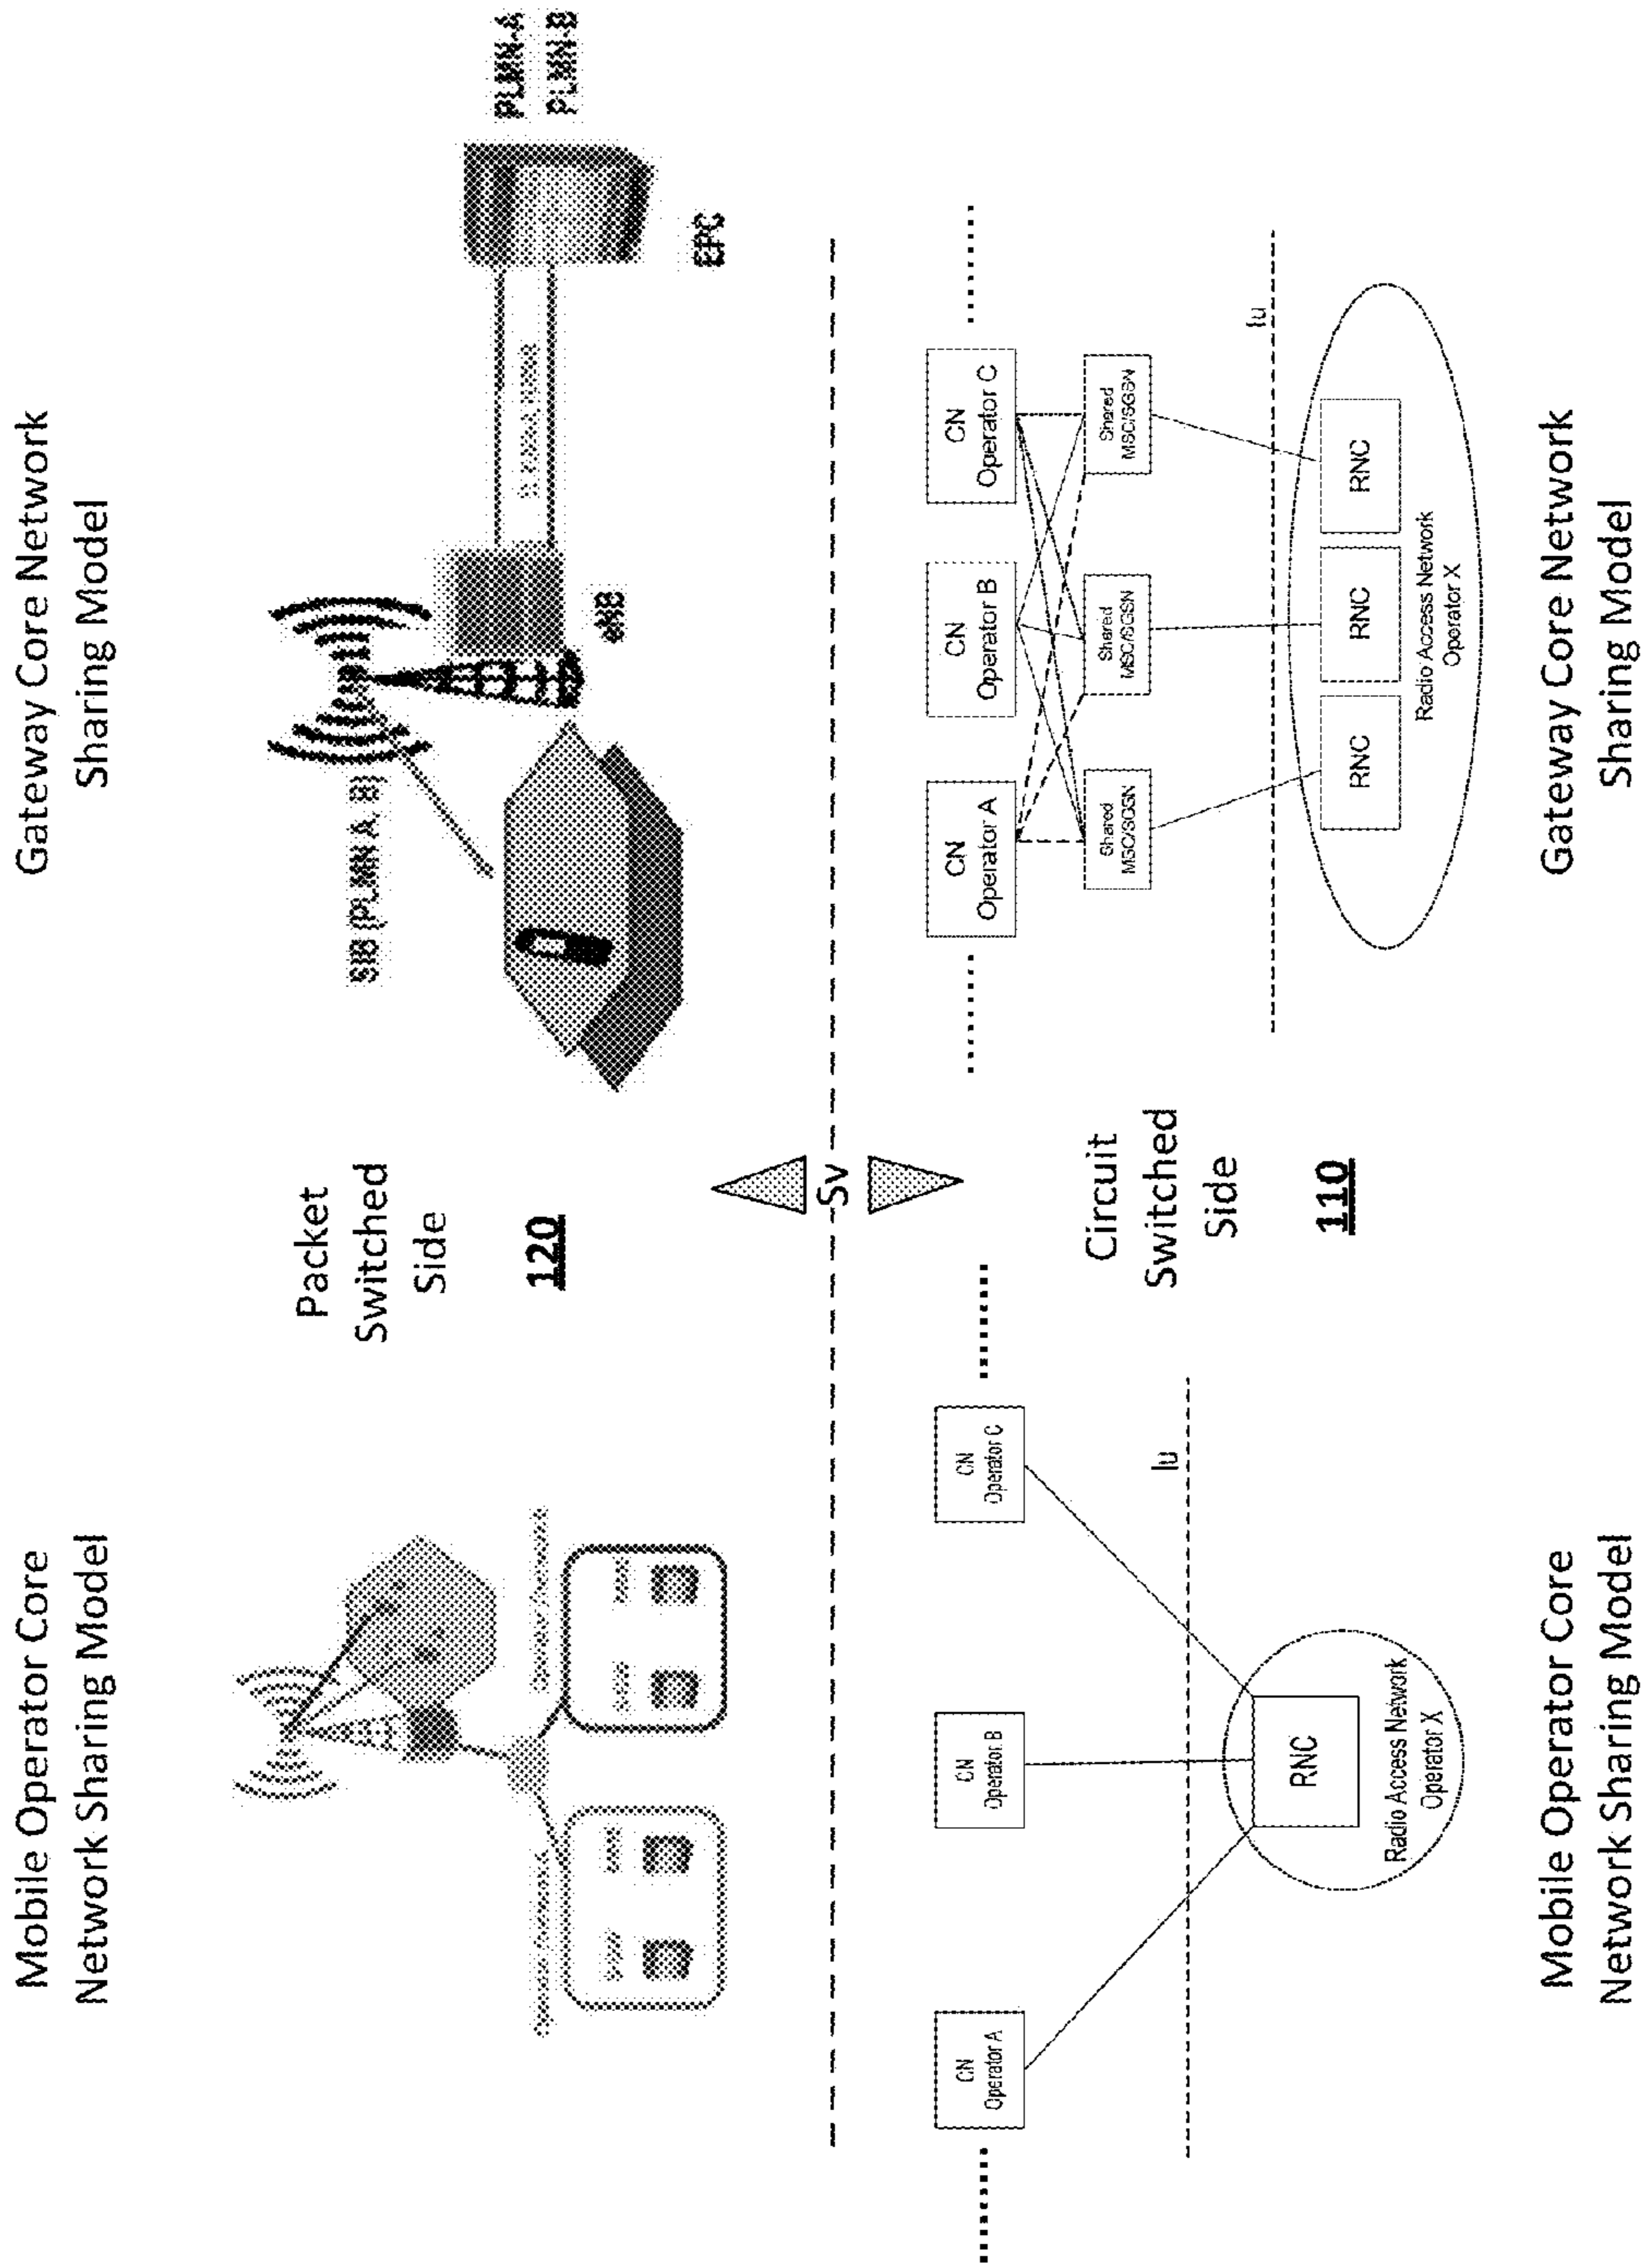 Mobile Operator Core
Network Sharing Model
Gateway Core Network
Sharing Model
Packet
Switched
Side
120
SIB (PLMN A, B)
eNB
EPC
PLMN-A
PLMN-B
Sv
Circuit
Switched
Side
110
CN
Operator A
CN
Operator B
CN
Operator C
Iu
RNC
Radio Access Network
Operator X
CN
Operator A
CN
Operator B
CN
Operator C
Shared
MSC/SGSN
Shared
MSC/SGSN
Shared
MSC/SGSN
Iu
RNC
RNC
RNC
Radio Access Network
Operator X
Mobile Operator Core
Network Sharing Model
Gateway Core Network
Sharing Model